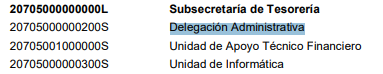 20705000000000L Subsecretaría de Tesorería
20705000000200S Delegación Administrativa
20705001000000S Unidad de Apoyo Técnico Financiero
20705000000300S Unidad de Informática